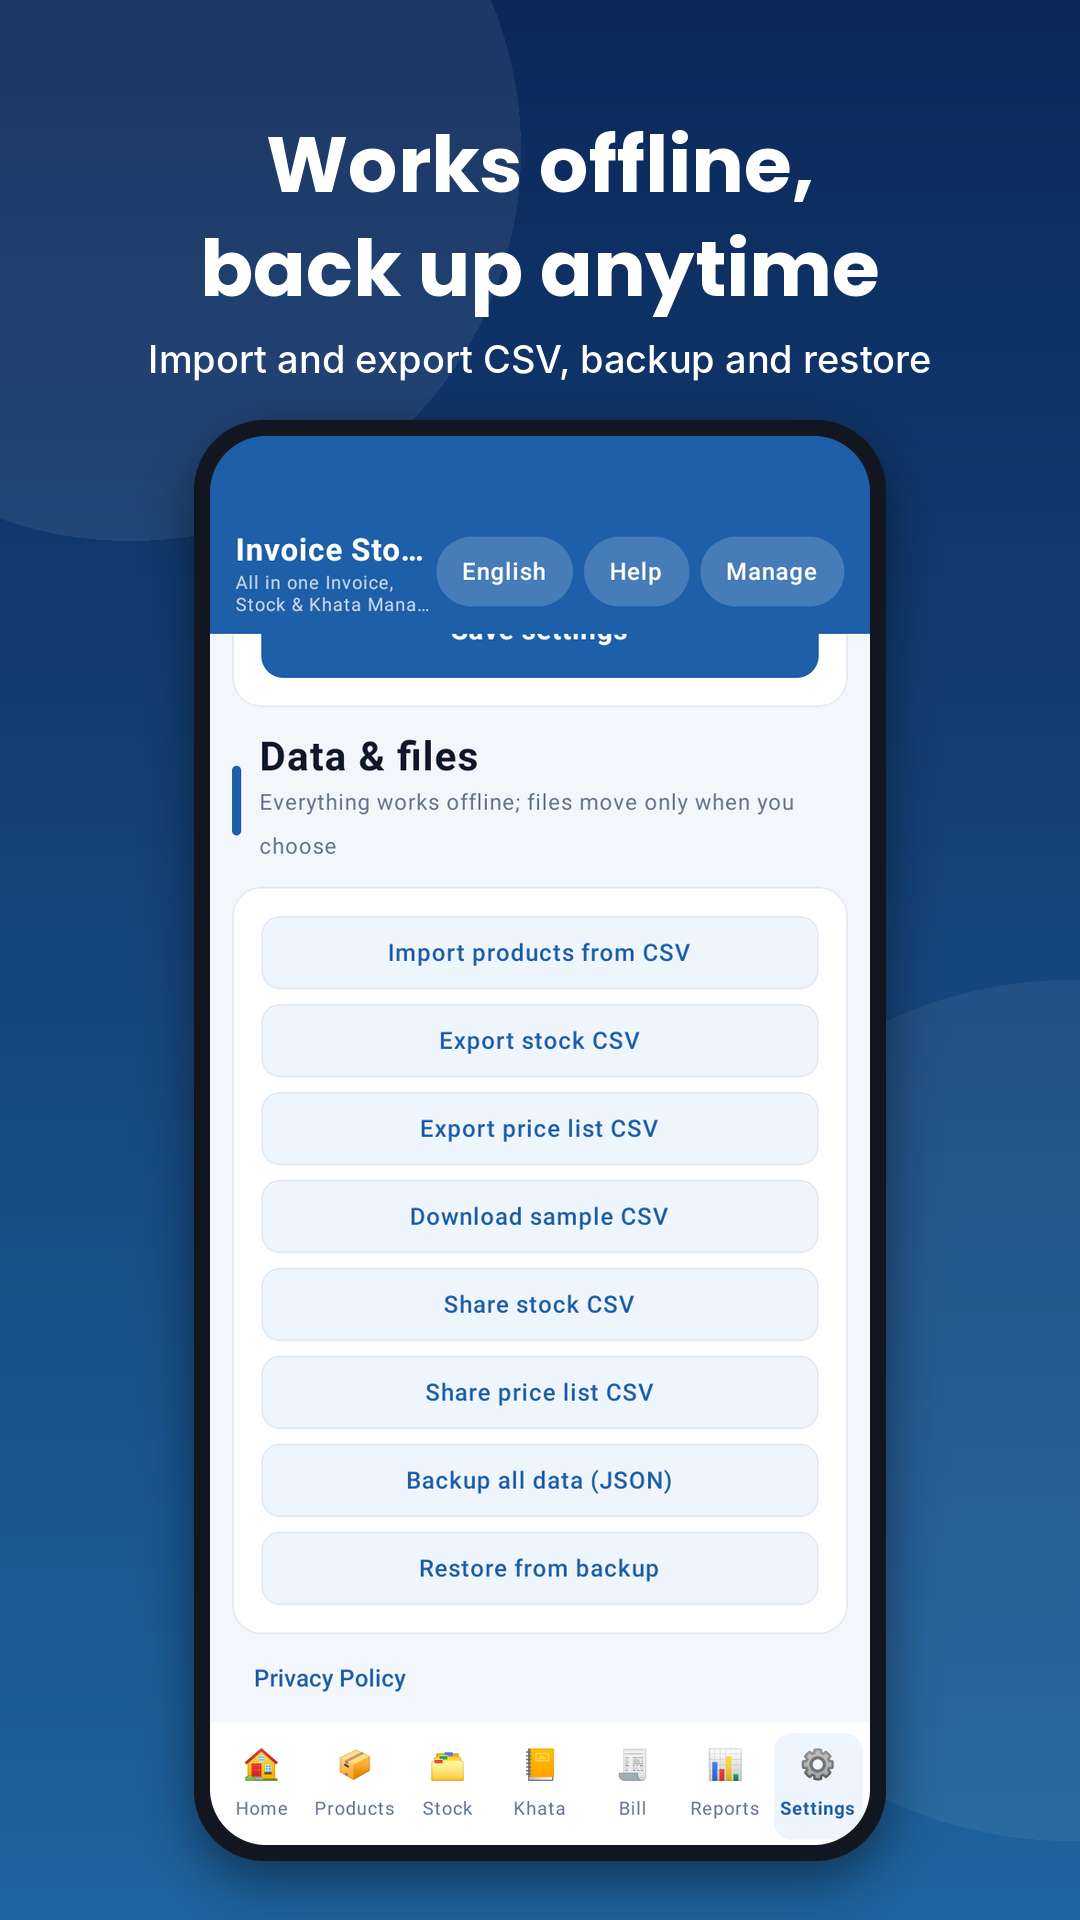 Works offline,
back up anytime
Import and export CSV, backup and restore
Invoice Sto...
All in one Invoice,
Stock & Khata Mana...
English
Help
Manage
Save settings
Data & files
Everything works offline; files move only when you
choose
Import products from CSV
Export stock CSV
Export price list CSV
Download sample CSV
Share stock CSV
Share price list CSV
Backup all data (JSON)
Restore from backup
Privacy Policy
Home
Products
Stock
Khata
Bill
Reports
Settings